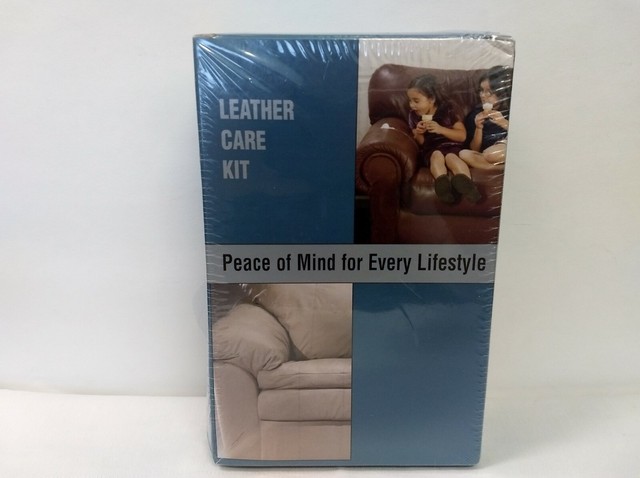 LEATHER
CARE
KIT
Peace of Mind for Every Lifestyle